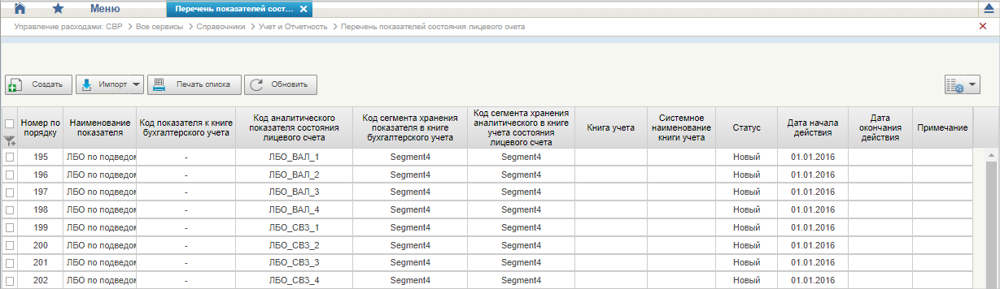 Меню
Перечень показателей сост...
Управление расходами: СВР > Все сервисы > Справочники > Учет и Отчетность > Перечень показателей состояния лицевого счета
Создать Импорт Печать списка Обновить
Номер по порядку
Наименование показателя
Код показателя к книге бухгалтерского учета
Код аналитического показателя состояния лицевого счета
Код сегмента хранения показателя в книге бухгалтерского учета
Код сегмента хранения аналитического в книге учета состояния лицевого счета
Книга учета
Системное наименование книги учета
Статус
Дата начала действия
Дата окончания действия
Примечание
195 ЛБО по подведом - ЛБО_ВАЛ_1 Segment4 Segment4 Новый 01.01.2016
196 ЛБО по подведом - ЛБО_ВАЛ_2 Segment4 Segment4 Новый 01.01.2016
197 ЛБО по подведом - ЛБО_ВАЛ_3 Segment4 Segment4 Новый 01.01.2016
198 ЛБО по подведом - ЛБО_ВАЛ_4 Segment4 Segment4 Новый 01.01.2016
199 ЛБО по подведом - ЛБО_СВЗ_1 Segment4 Segment4 Новый 01.01.2016
200 ЛБО по подведом - ЛБО_СВЗ_2 Segment4 Segment4 Новый 01.01.2016
201 ЛБО по подведом - ЛБО_СВЗ_3 Segment4 Segment4 Новый 01.01.2016
202 ЛБО по подведом - ЛБО_СВЗ_4 Segment4 Segment4 Новый 01.01.2016